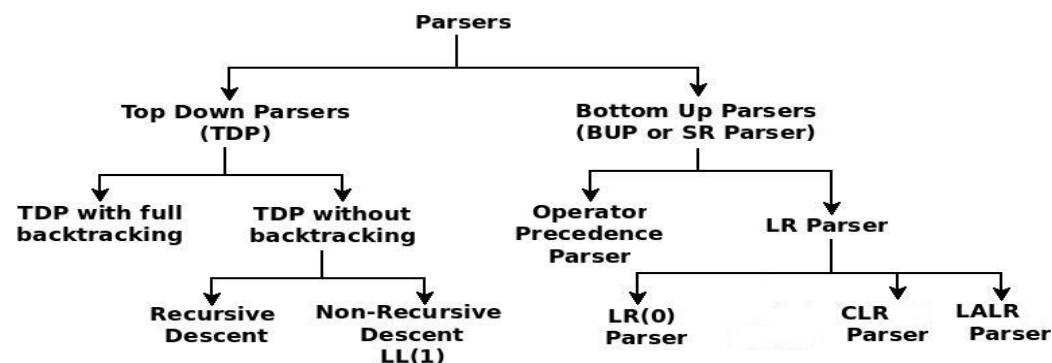 Parsers
Top Down Parsers
(TDP)
Bottom Up Parsers
(BUP or SR Parser)
TDP with full
backtracking
TDP without
backtracking
Operator
Precedence
Parser
LR Parser
Recursive
Descent
Non-Recursive
Descent
LL(1)
LR(0)
Parser
CLR
Parser
LALR
Parser